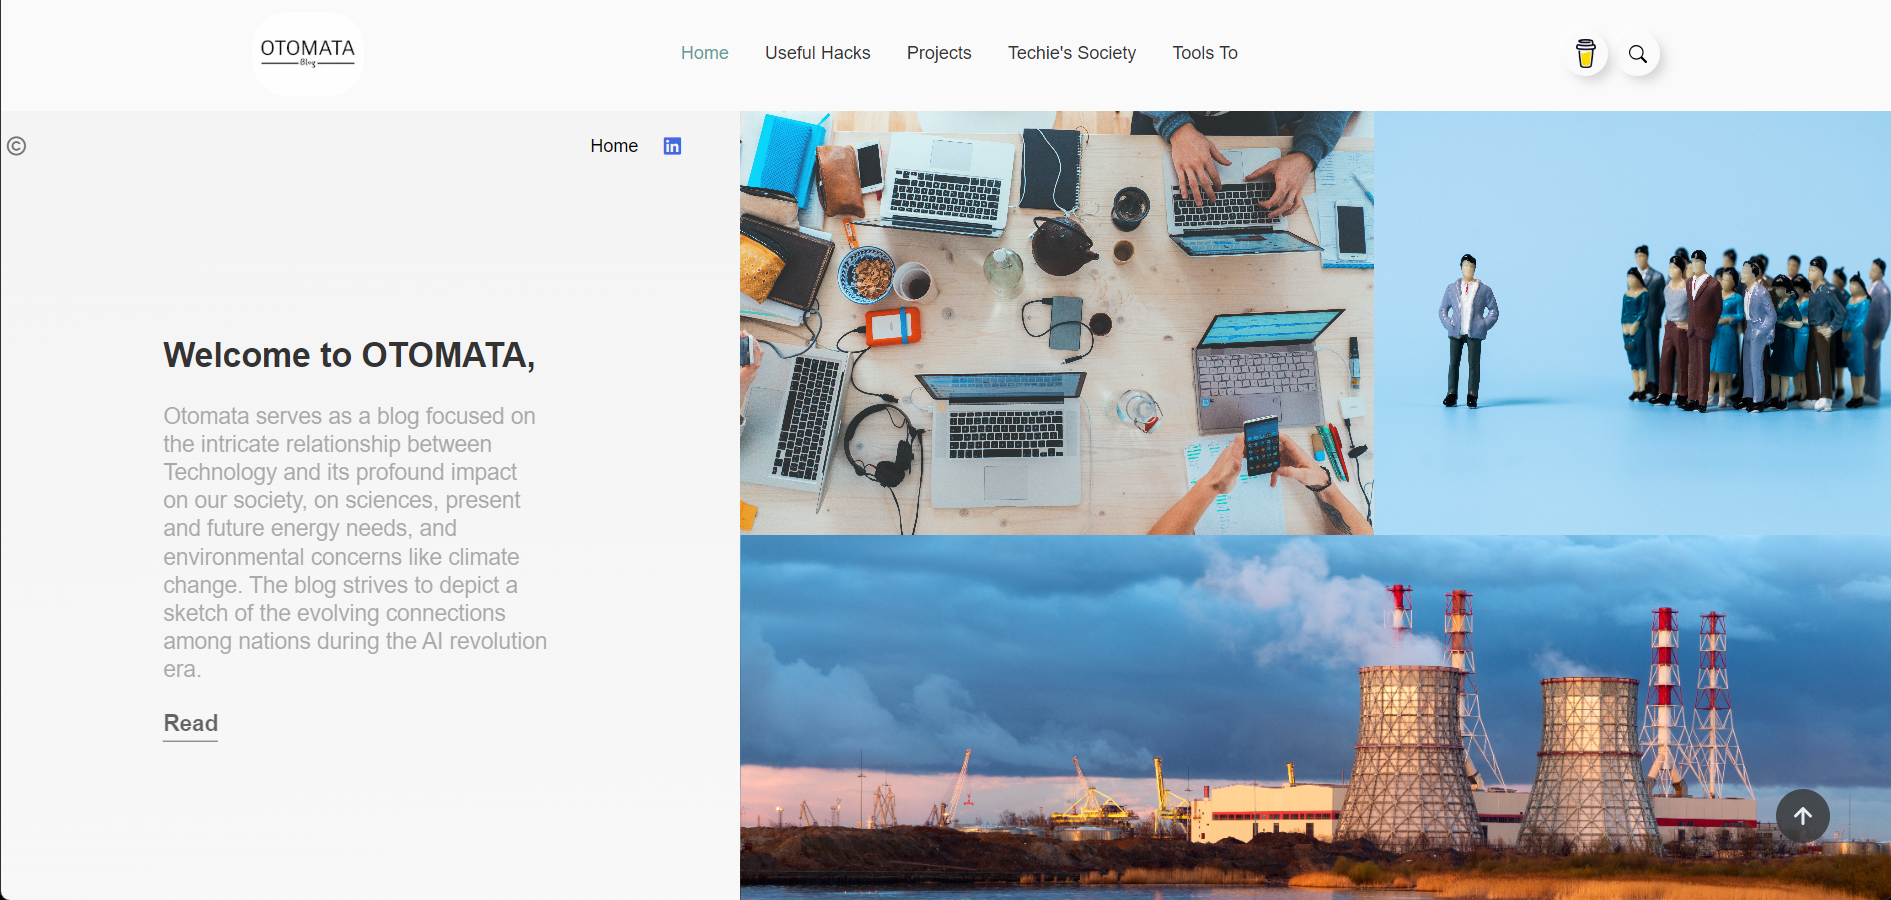 OTOMATA
Blog
Home
Useful Hacks
Projects
Techie's Society
Tools To
©
Home
in
Welcome to OTOMATA,
Otomata serves as a blog focused on
the intricate relationship between
Technology and its profound impact
on our society, on sciences, present
and future energy needs, and
environmental concerns like climate
change. The blog strives to depict a
sketch of the evolving connections
among nations during the AI revolution
era.
Read